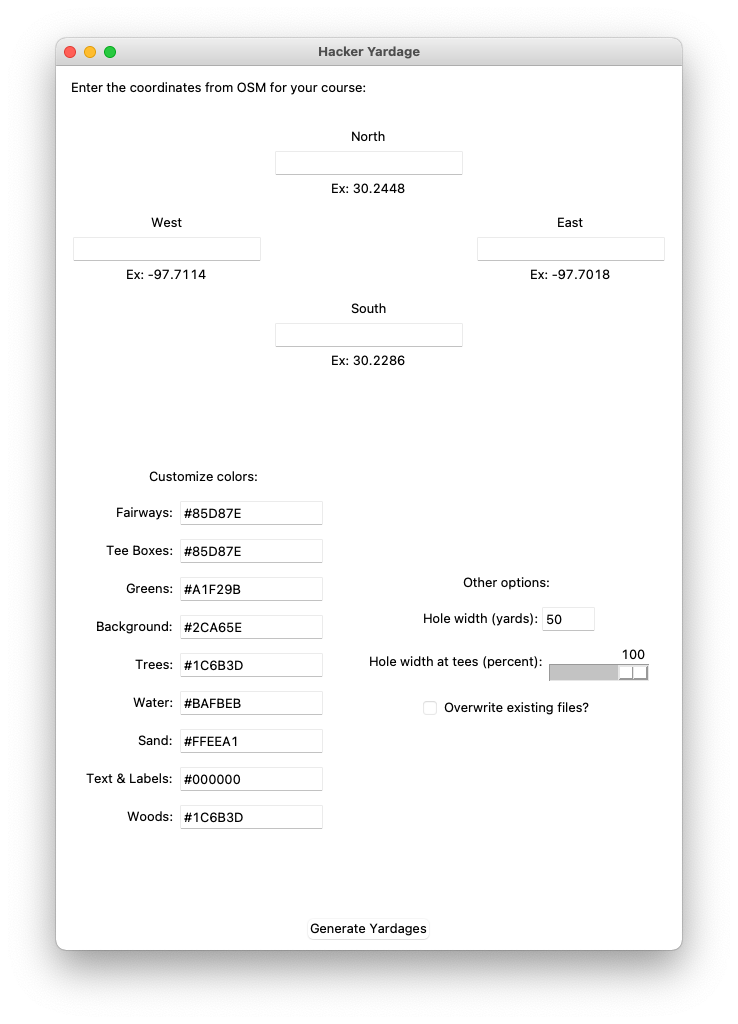 Hacker Yardage
Enter the coordinates from OSM for your course:
North
Ex: 30.2448
West
East
Ex: -97.7114
Ex: -97.7018
South
Ex: 30.2286
Customize colors:
Fairways: #85D87E
Tee Boxes: #85D87E
Greens: #A1F29B
Background: #2CA65E
Trees: #1C6B3D
Water: #BAFBEB
Sand: #FFEEA1
Text & Labels: #000000
Woods: #1C6B3D
Other options:
Hole width (yards): 50
100
Hole width at tees (percent):
Overwrite existing files?
Generate Yardages